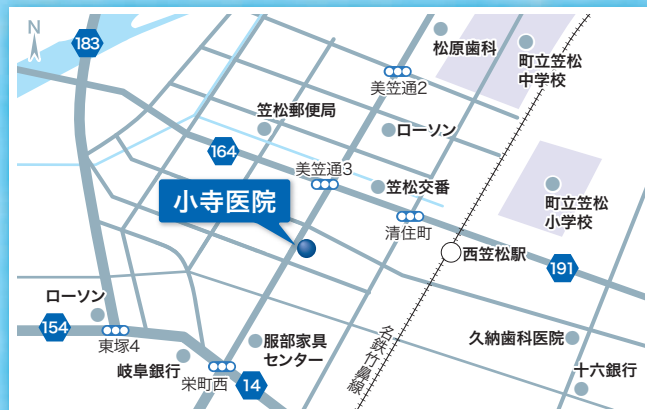 N
183
松原歯科
町立笠松
中学校
美笠通2
笠松郵便局
ローソン
164
美笠通3
笠松交番
小寺医院
町立笠松
小学校
清住町
西笠松駅
191
ローソン
154
東塚4
服部家具
センター
名鉄竹鼻線
久納歯科医院
岐阜銀行
栄町西
14
十六銀行